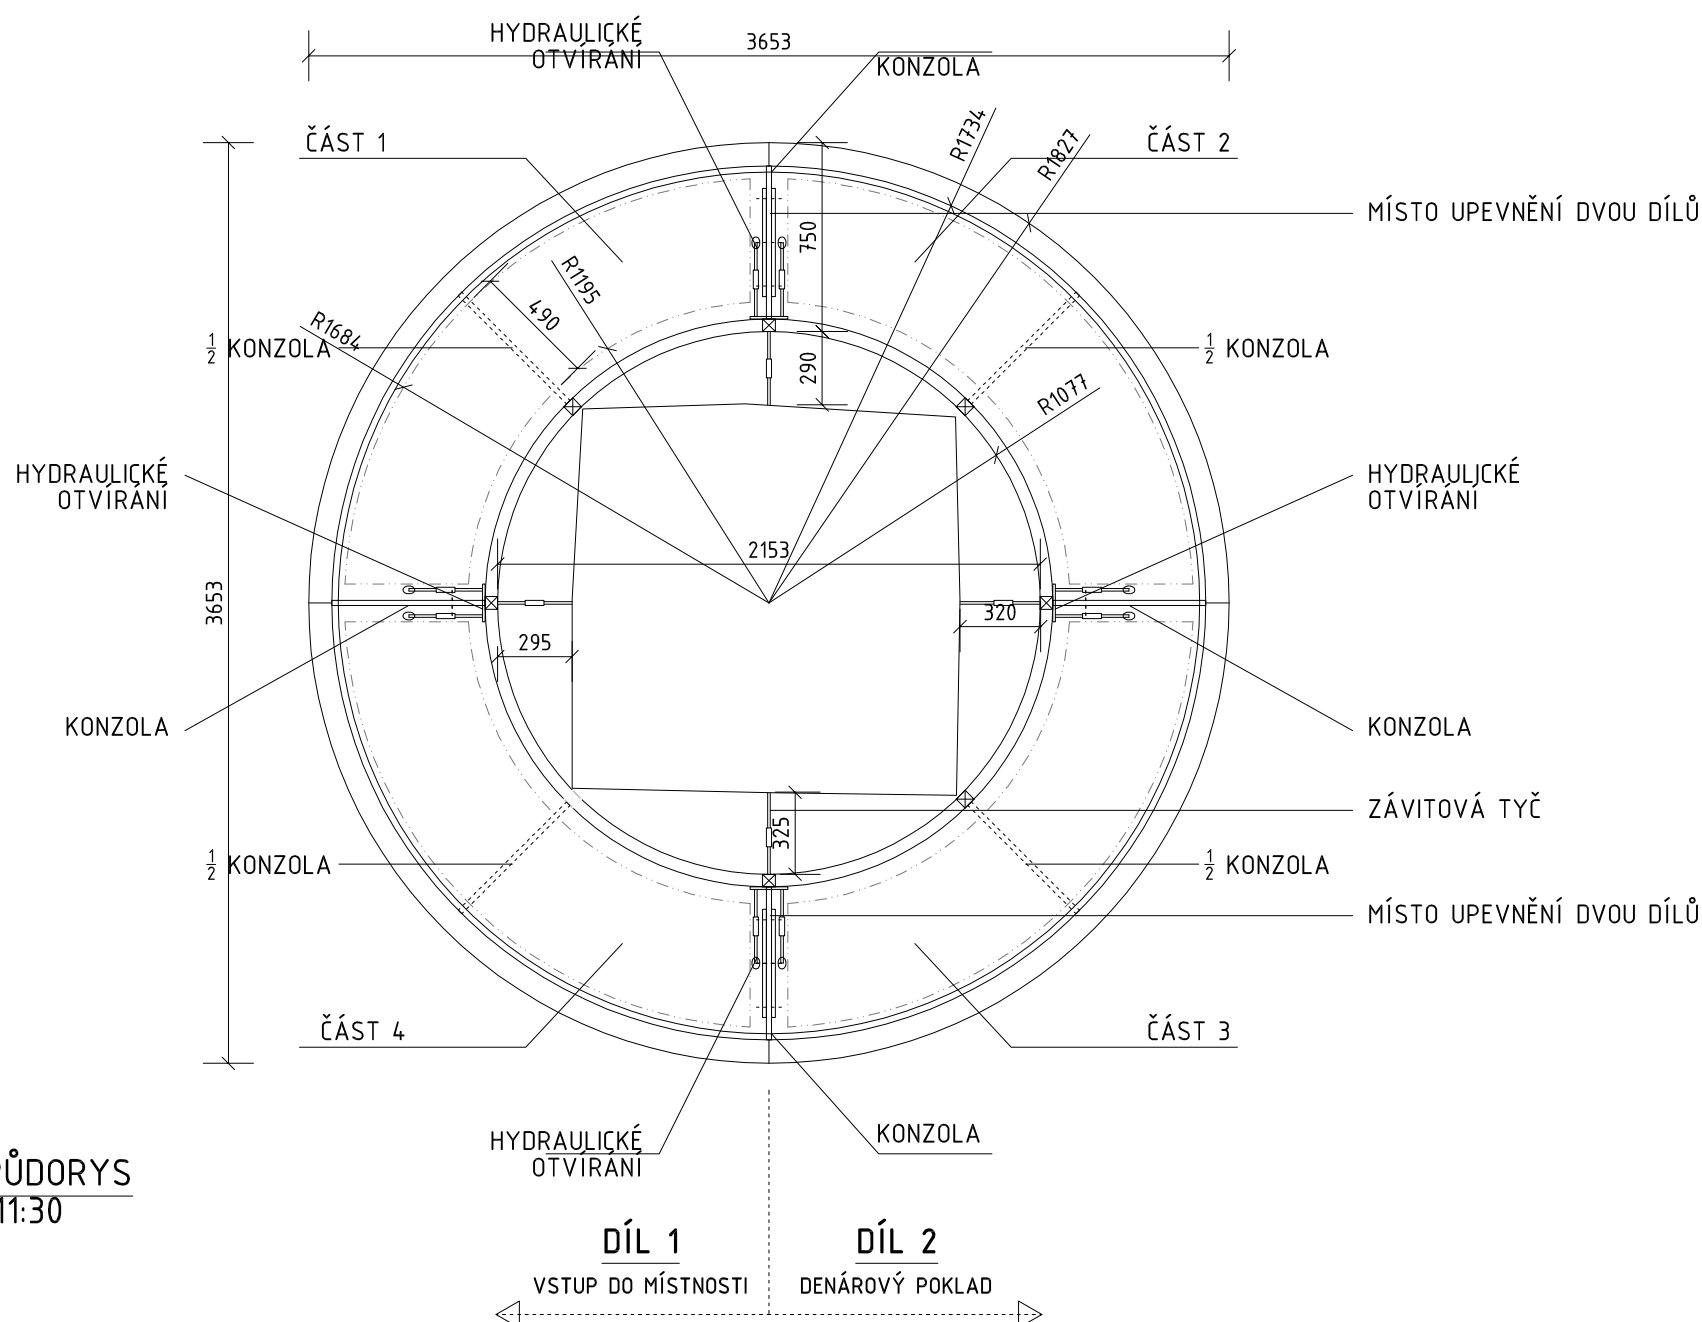 HYDRAULICKÉ
OTVÍRÁNÍ
3653
KONZOLA
ČÁST 1
R1734
R1827
ČÁST 2
MÍSTO UPEVNĚNÍ DVOU DÍLŮ
750
R1195
490
R1684
1/2 KONZOLA
290
1/2 KONZOLA
R1077
HYDRAULICKÉ
OTVÍRÁNÍ
HYDRAULICKÉ
OTVÍRÁNÍ
2153
3653
320
295
KONZOLA
KONZOLA
ZÁVITOVÁ TYČ
325
1/2 KONZOLA
1/2 KONZOLA
MÍSTO UPEVNĚNÍ DVOU DÍLŮ
ČÁST 4
ČÁST 3
HYDRAULICKÉ
OTVÍRÁNÍ
KONZOLA
ŮDORYS
1:30
DÍL 1
DÍL 2
VSTUP DO MÍSTNOSTI
DENÁROVÝ POKLAD